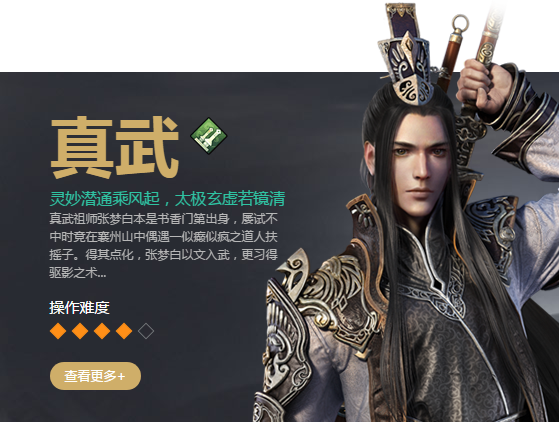 真武
灵妙潜通乘风起，太极玄虚若镜清
真武祖师张梦白本是书香门第出身，屡试不
中时竟在襄州山中偶遇一似癫似疯之道人扶
摇子。得其点化，张梦白以文入武，更习得
驱影之术...
操作难度
查看更多+